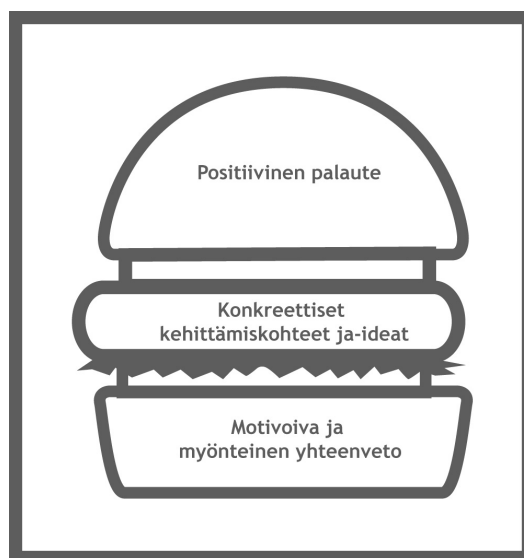 Positiivinen palaute
Konkreettiset
kehittämiskohteet ja-ideat
Motivoiva ja
myönteinen yhteenveto